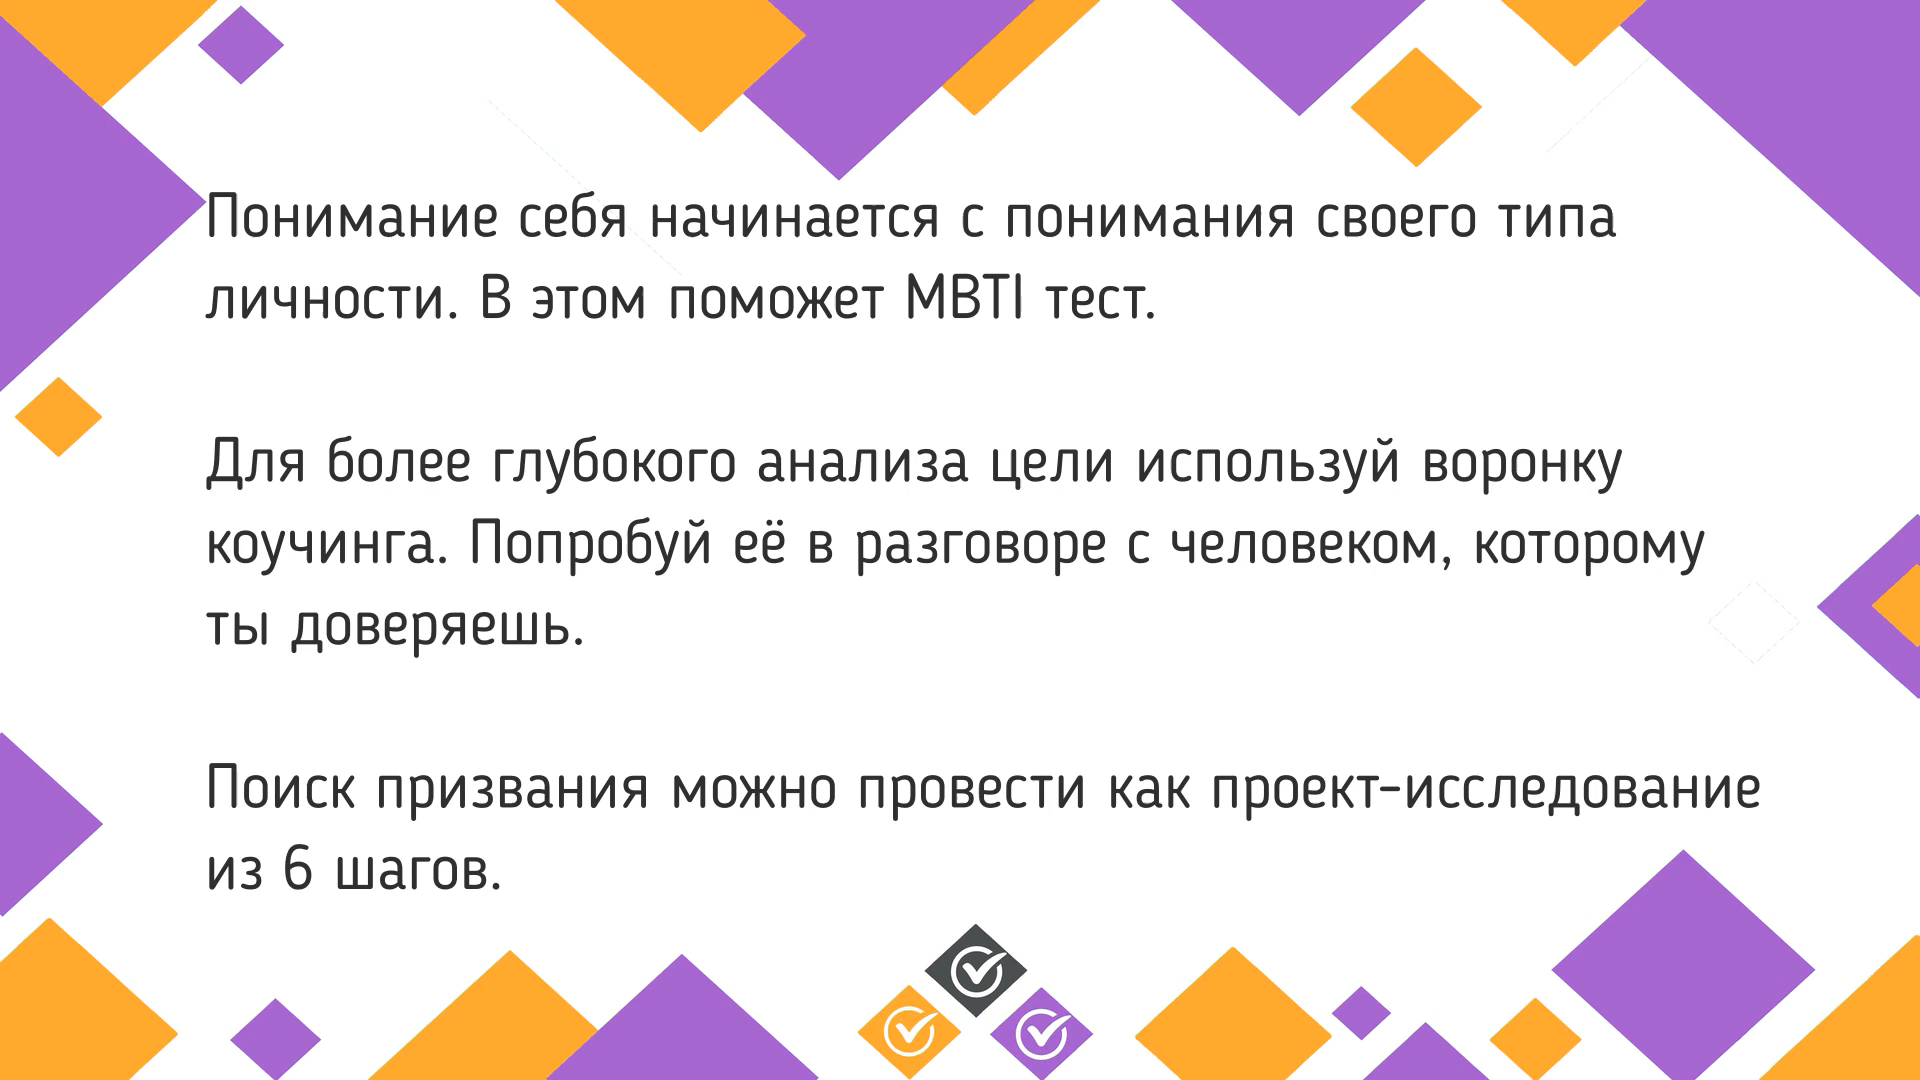 Понимание себя начинается с понимания своего типа
личности. В этом поможет MBTI тест.
Для более глубокого анализа цели используй воронку
коучинга. Попробуй её в разговоре с человеком, которому
ты доверяешь.
Поиск призвания можно провести как проект-исследование
из 6 шагов.